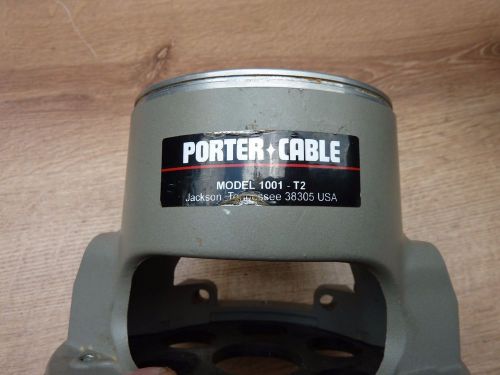 PORTER✦CABLE
MODEL 1001 - T2
Jackson Tennessee 38305 USA